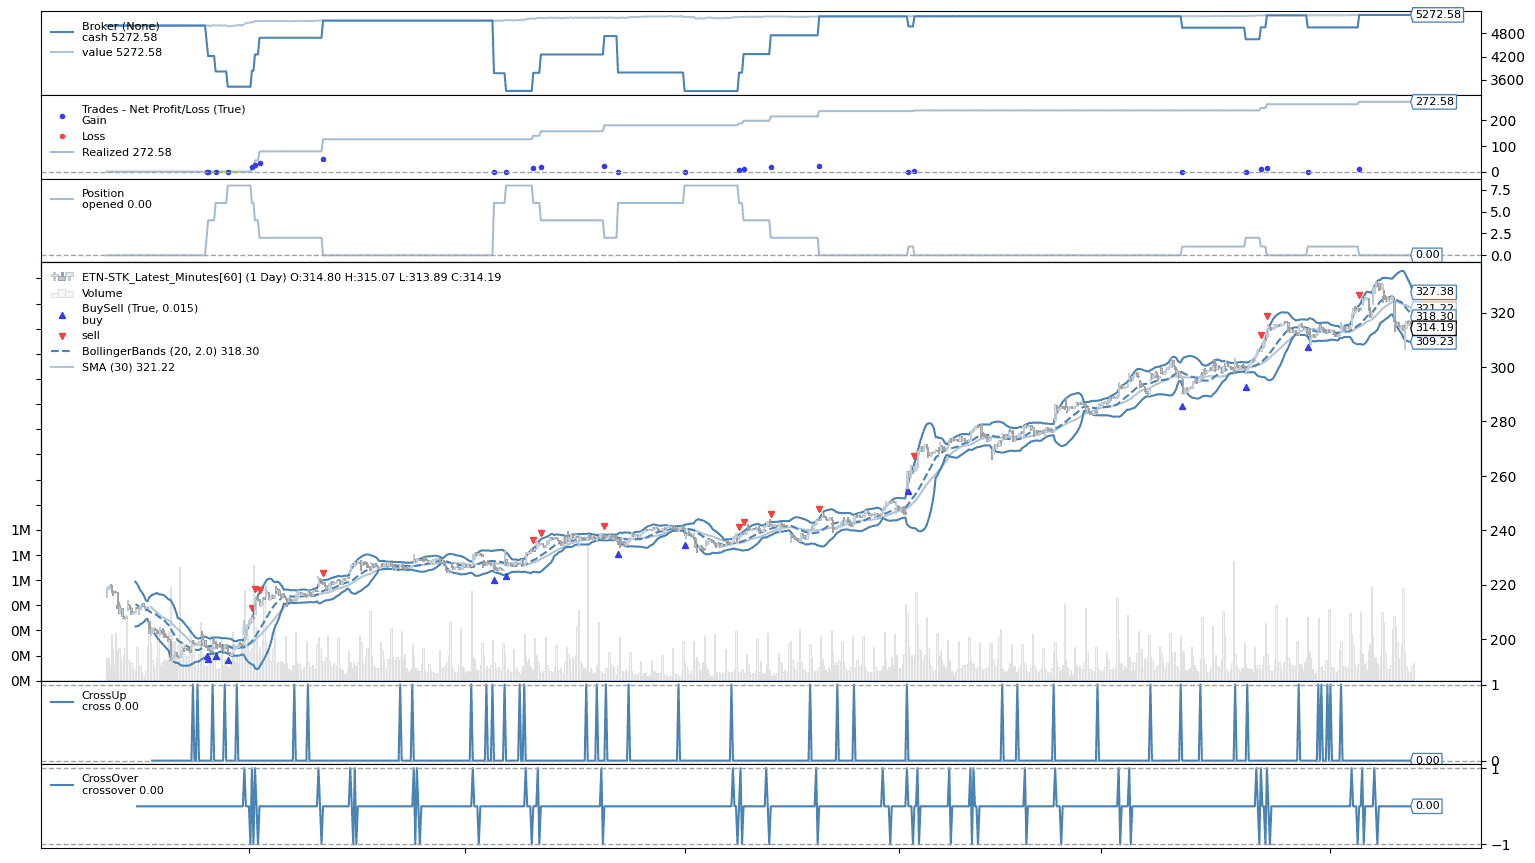 Broker (None)
cash 5272.58
value 5272.58
5272.58
4800
4200
3600
Trades - Net Profit/Loss (True)
Gain
Loss
Realized 272.58
272.58
200
100
0
Position
opened 0.00
7.5
5.0
2.5
0.00
0.0
ETN-STK_Latest_Minutes[60] (1 Day) O:314.80 H:315.07 L:313.89 C:314.19
Volume
BuySell (True, 0.015)
buy
sell
BollingerBands (20, 2.0) 318.30
SMA (30) 321.22
327.38
321.22
318.30
314.19
309.23
320
300
280
260
240
220
200
1M
1M
1M
0M
0M
0M
0M
CrossUp
cross 0.00
1
0.00
0
CrossOver
crossover 0.00
1
0.00
−1